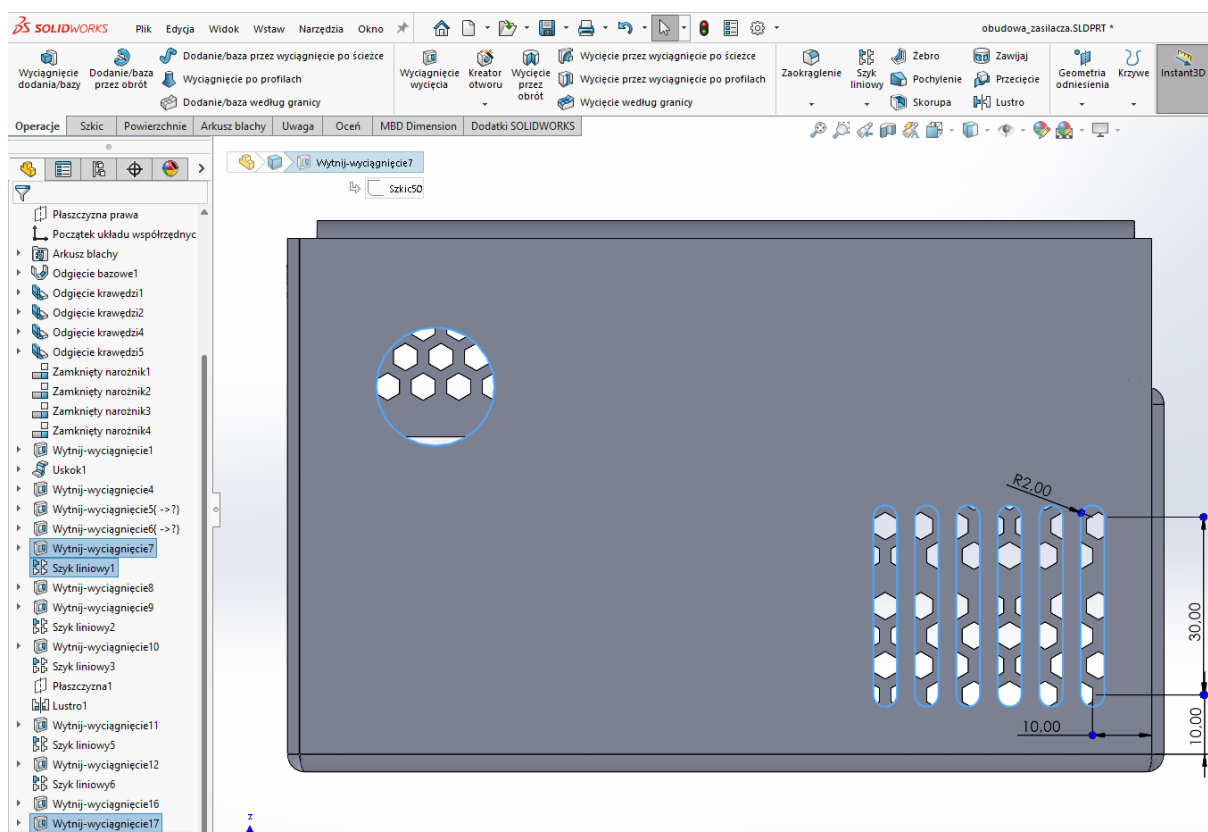 SOLIDWORKS Plik Edycja Widok Wstaw Narzędzia Okno obudowa_zasilacza.SLDPRT *
Wyciągnięcie dodania/bazy
Dodanie/baza przez obrót
Dodanie/baza przez wyciągnięcie po ścieżce
Wyciągnięcie po profilach
Dodanie/baza według granicy
Wyciągnięcie wycięcia
Kreator otworu
Wycięcie przez obrót
Wycięcie przez wyciągnięcie po ścieżce
Wycięcie przez wyciągnięcie po profilach
Wycięcie według granicy
Zaokrąglenie
Szyk liniowy
Żebro
Pochylenie
Skorupa
Zawijaj
Przecięcie
Lustro
Geometria odniesienia
Krzywe
Instant3D
Operacje Szkic Powierzchnie Arkusz blachy Uwaga Oceń MBD Dimension Dodatki SOLIDWORKS
Wytnij-wyciągnięcie7
Szkic50
Płaszczyzna prawa
Początek układu współrzędnyc
Arkusz blachy
Odgięcie bazowe1
Odgięcie krawędzi1
Odgięcie krawędzi2
Odgięcie krawędzi4
Odgięcie krawędzi5
Zamknięty narożnik1
Zamknięty narożnik2
Zamknięty narożnik3
Zamknięty narożnik4
Wytnij-wyciągnięcie1
Uskok1
Wytnij-wyciągnięcie4
Wytnij-wyciągnięcie5{ ->?}
Wytnij-wyciągnięcie6{ ->?}
Wytnij-wyciągnięcie7
Szyk liniowy1
Wytnij-wyciągnięcie8
Wytnij-wyciągnięcie9
Szyk liniowy2
Wytnij-wyciągnięcie10
Szyk liniowy3
Płaszczyzna1
Lustro1
Wytnij-wyciągnięcie11
Szyk liniowy5
Wytnij-wyciągnięcie12
Szyk liniowy6
Wytnij-wyciągnięcie16
Wytnij-wyciągnięcie17
R2,00
30,00
10,00
10,00
z